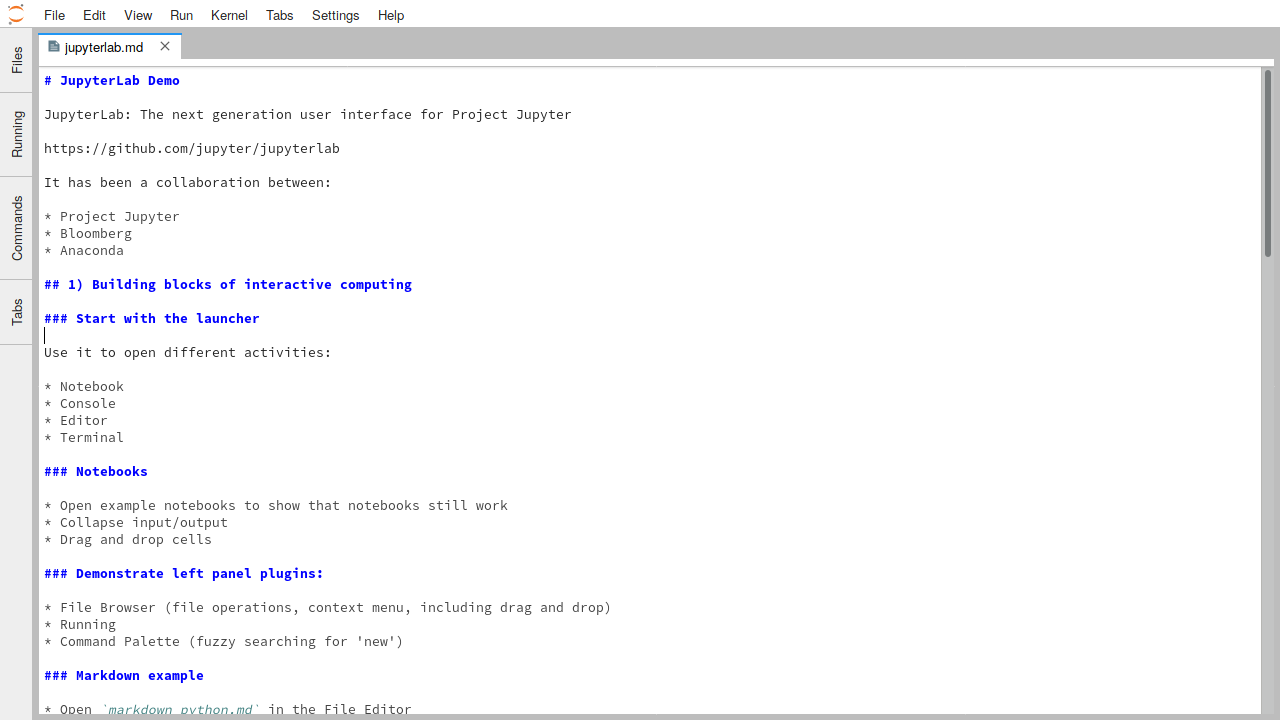 File Edit View Run Kernel Tabs Settings Help
Files
Running
Commands
Tabs
jupyterlab.md
# JupyterLab Demo
JupyterLab: The next generation user interface for Project Jupyter
https://github.com/jupyter/jupyterlab
It has been a collaboration between:
* Project Jupyter
* Bloomberg
* Anaconda
## 1) Building blocks of interactive computing
### Start with the launcher
Use it to open different activities:
* Notebook
* Console
* Editor
* Terminal
### Notebooks
* Open example notebooks to show that notebooks still work
* Collapse input/output
* Drag and drop cells
### Demonstrate left panel plugins:
* File Browser (file operations, context menu, including drag and drop)
* Running
* Command Palette (fuzzy searching for 'new')
### Markdown example
* Open `markdown_python.md` in the File Editor